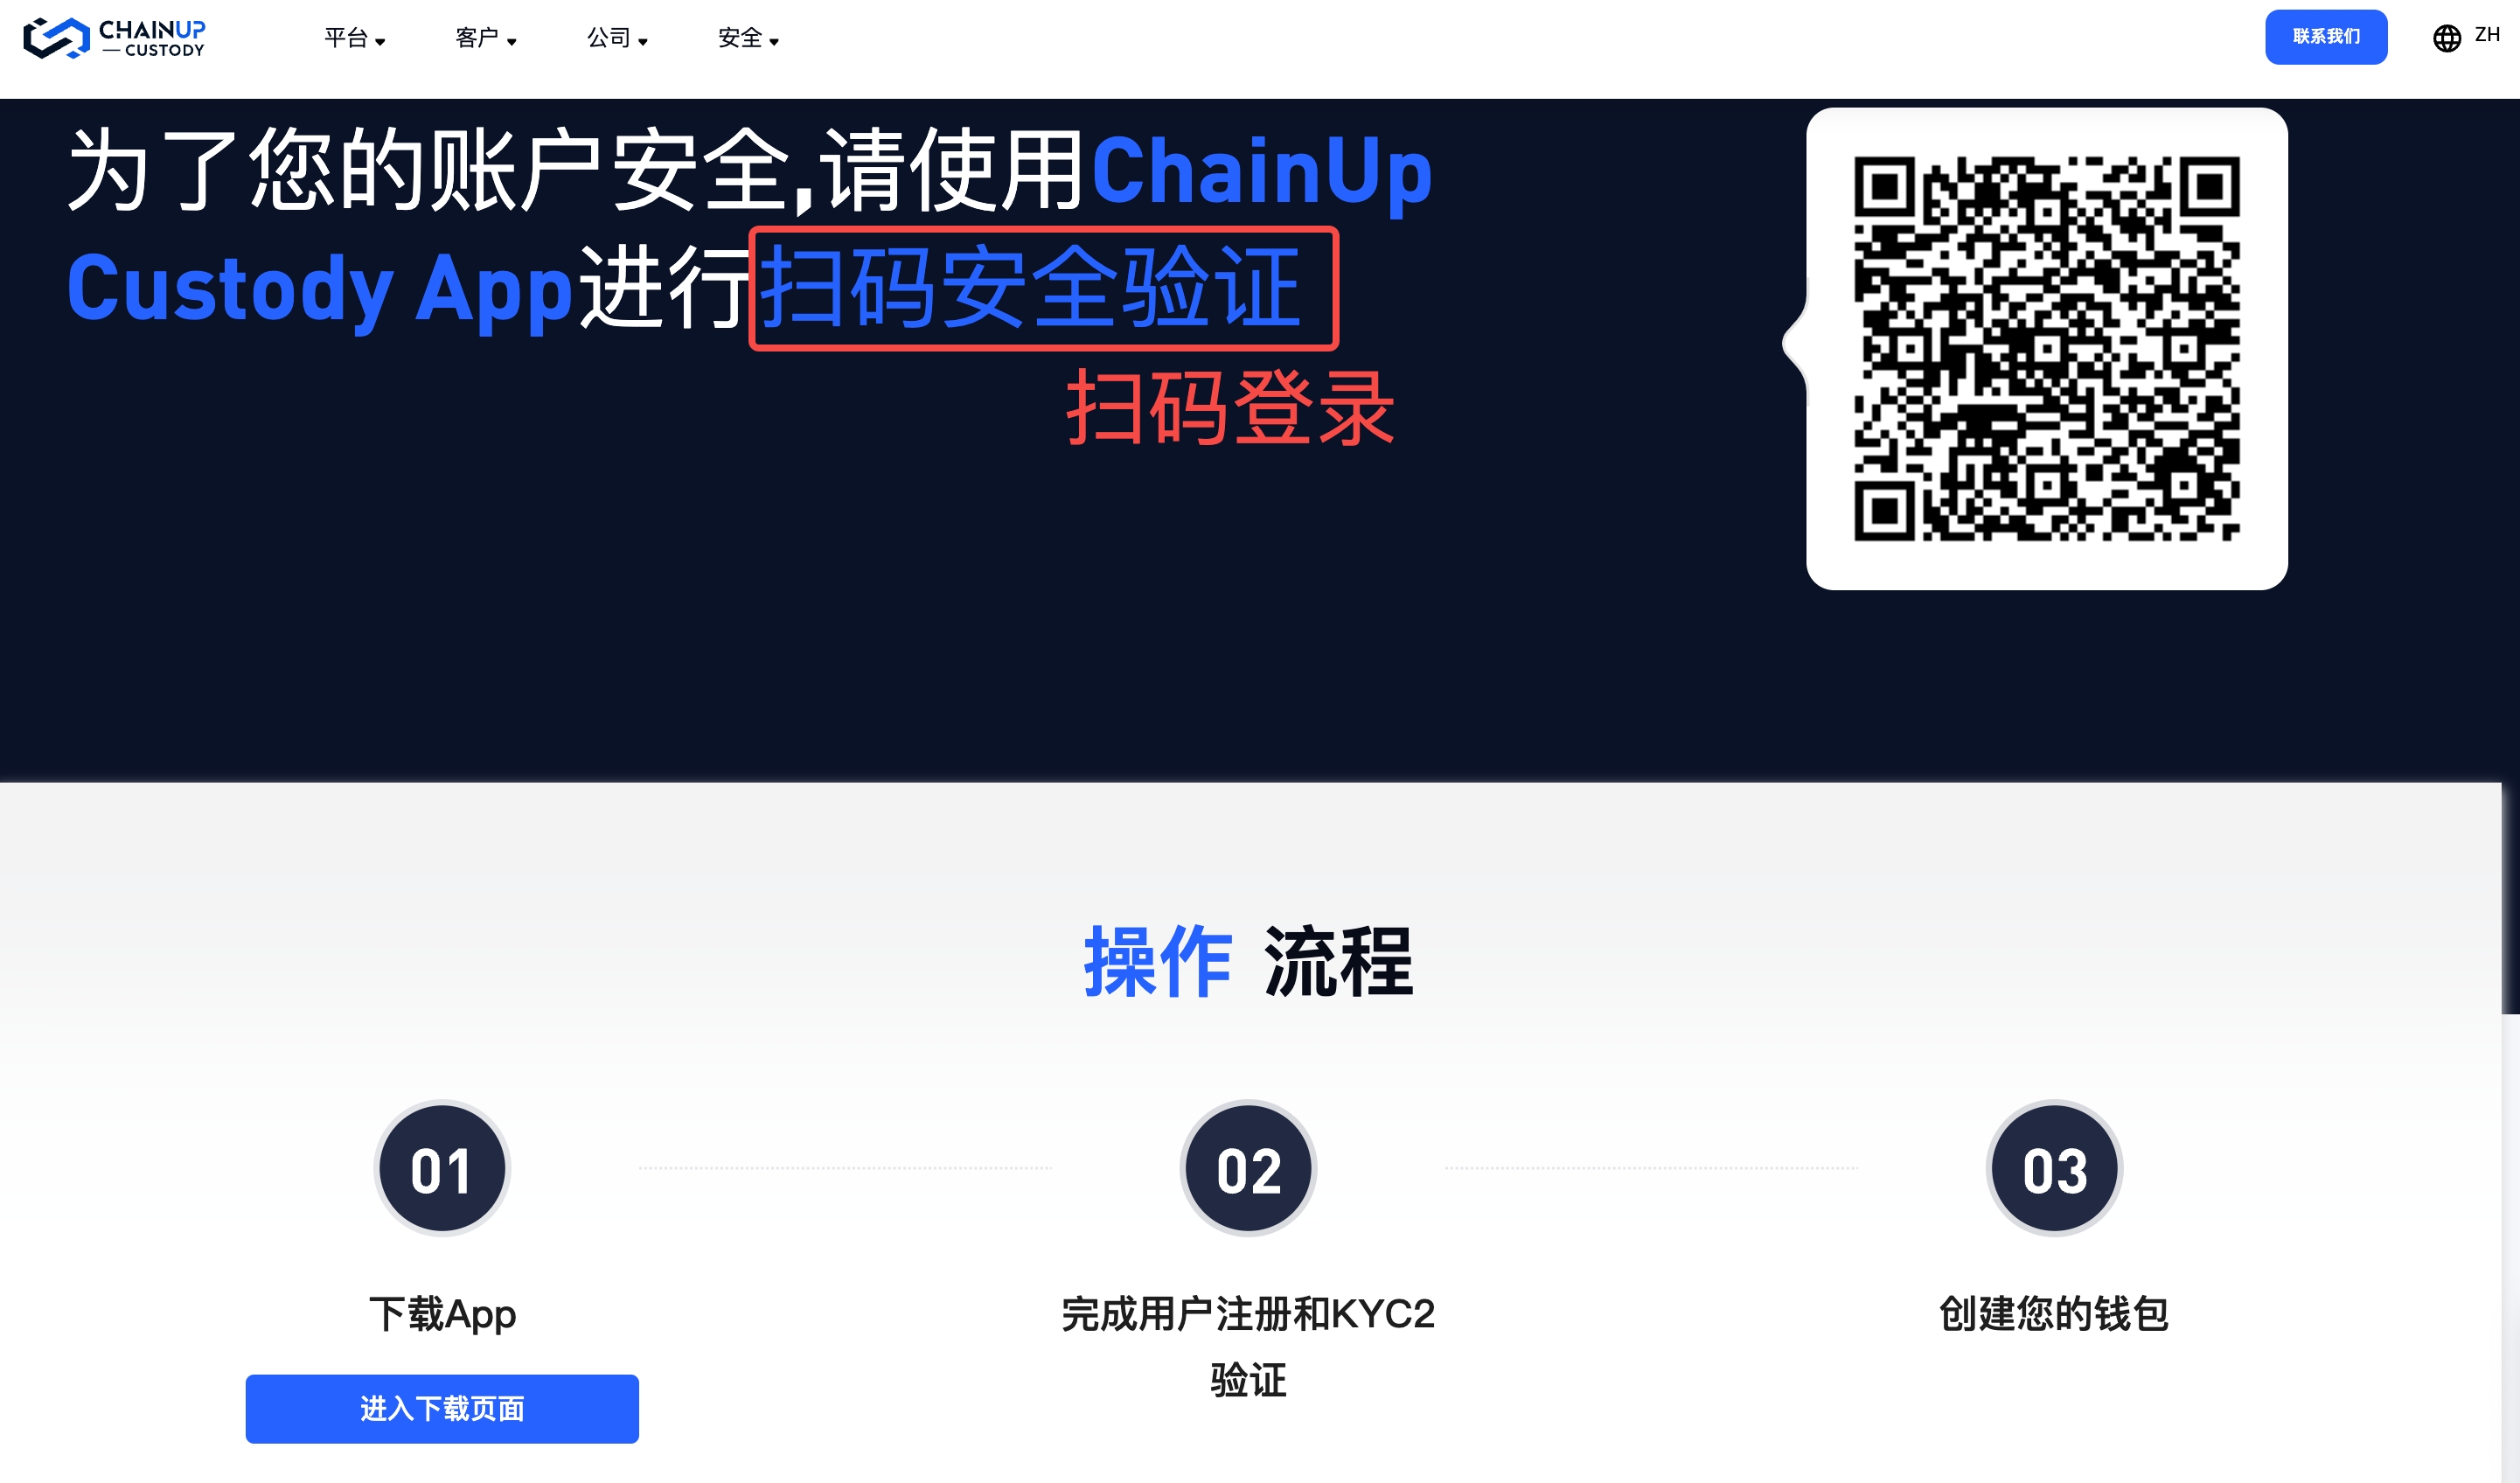 CHAINUP
CUSTODY
平台
客户
公司
安全
联系我们
ZH
为了您的账户安全,请使用ChainUp
Custody App进行扫码安全验证
扫码登录
操作 流程
01
02
03
下载App
完成用户注册和KYC2
验证
创建您的钱包
进入下载页面